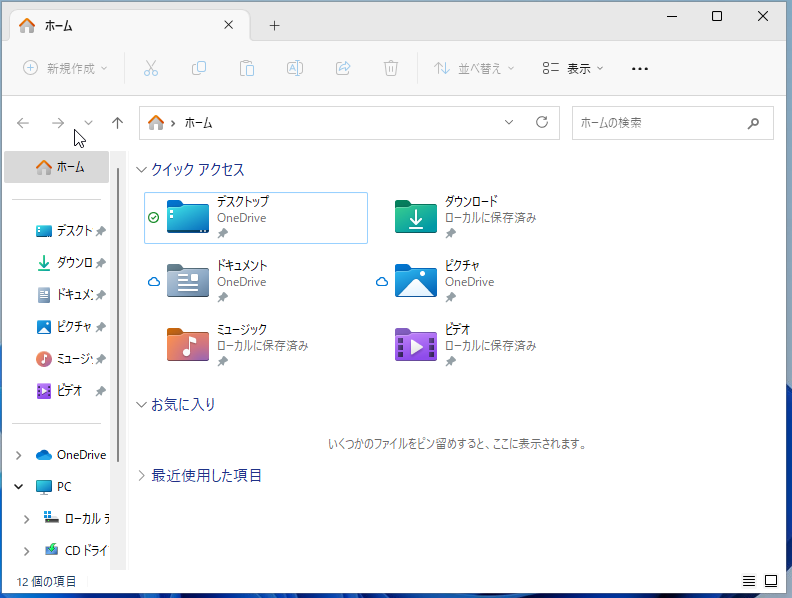 ホーム
新規作成
並べ替え
表示
ホーム
ホームの検索
ホーム
デスクト
ダウンロ
ドキュメン
ピクチャ
ミュージ
ビデオ
OneDrive
PC
ローカル デ
CD ドライ
クイック アクセス
デスクトップ
OneDrive
ダウンロード
ローカルに保存済み
ドキュメント
OneDrive
ピクチャ
OneDrive
ミュージック
ローカルに保存済み
ビデオ
ローカルに保存済み
お気に入り
いくつかのファイルをピン留めすると、ここに表示されます。
最近使用した項目
12 個の項目